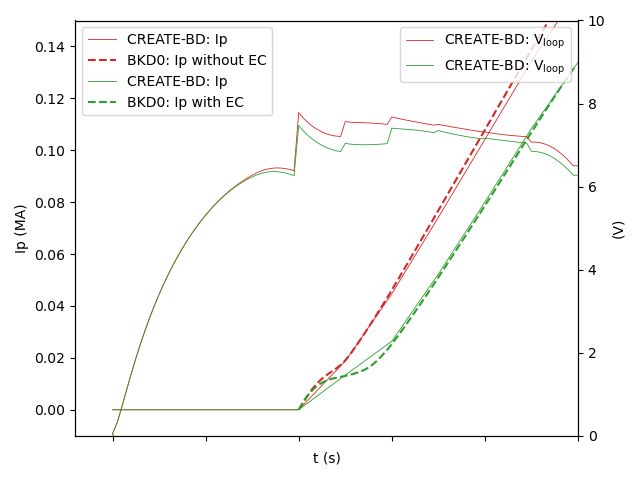 CREATE-BD: Ip
BKD0: Ip without EC
CREATE-BD: Ip
BKD0: Ip with EC
CREATE-BD: Vloop
CREATE-BD: Vloop
0.14
0.12
0.10
0.08
0.06
0.04
0.02
0.00
Ip (MA)
10
8
6
4
2
0
(V)
t (s)